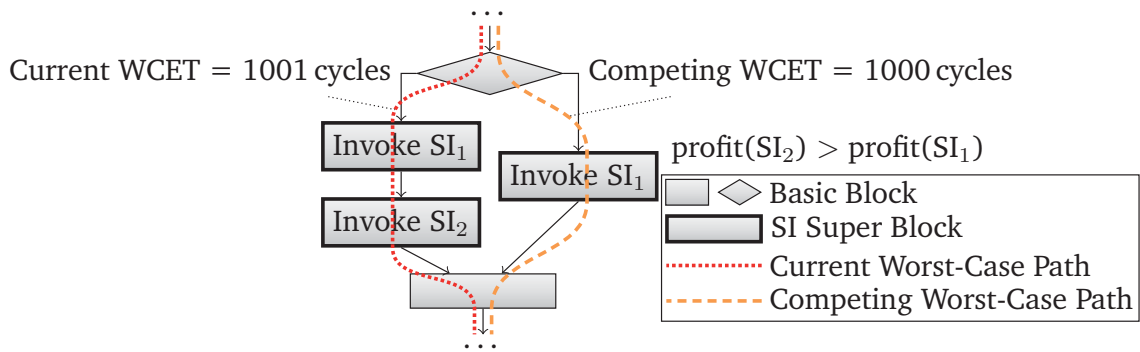 ...
Current WCET = 1001 cycles
Competing WCET = 1000 cycles
Invoke SI₁
Invoke SI₁
profit(SI₂) > profit(SI₁)
Invoke SI₂
Basic Block
SI Super Block
Current Worst-Case Path
Competing Worst-Case Path
...